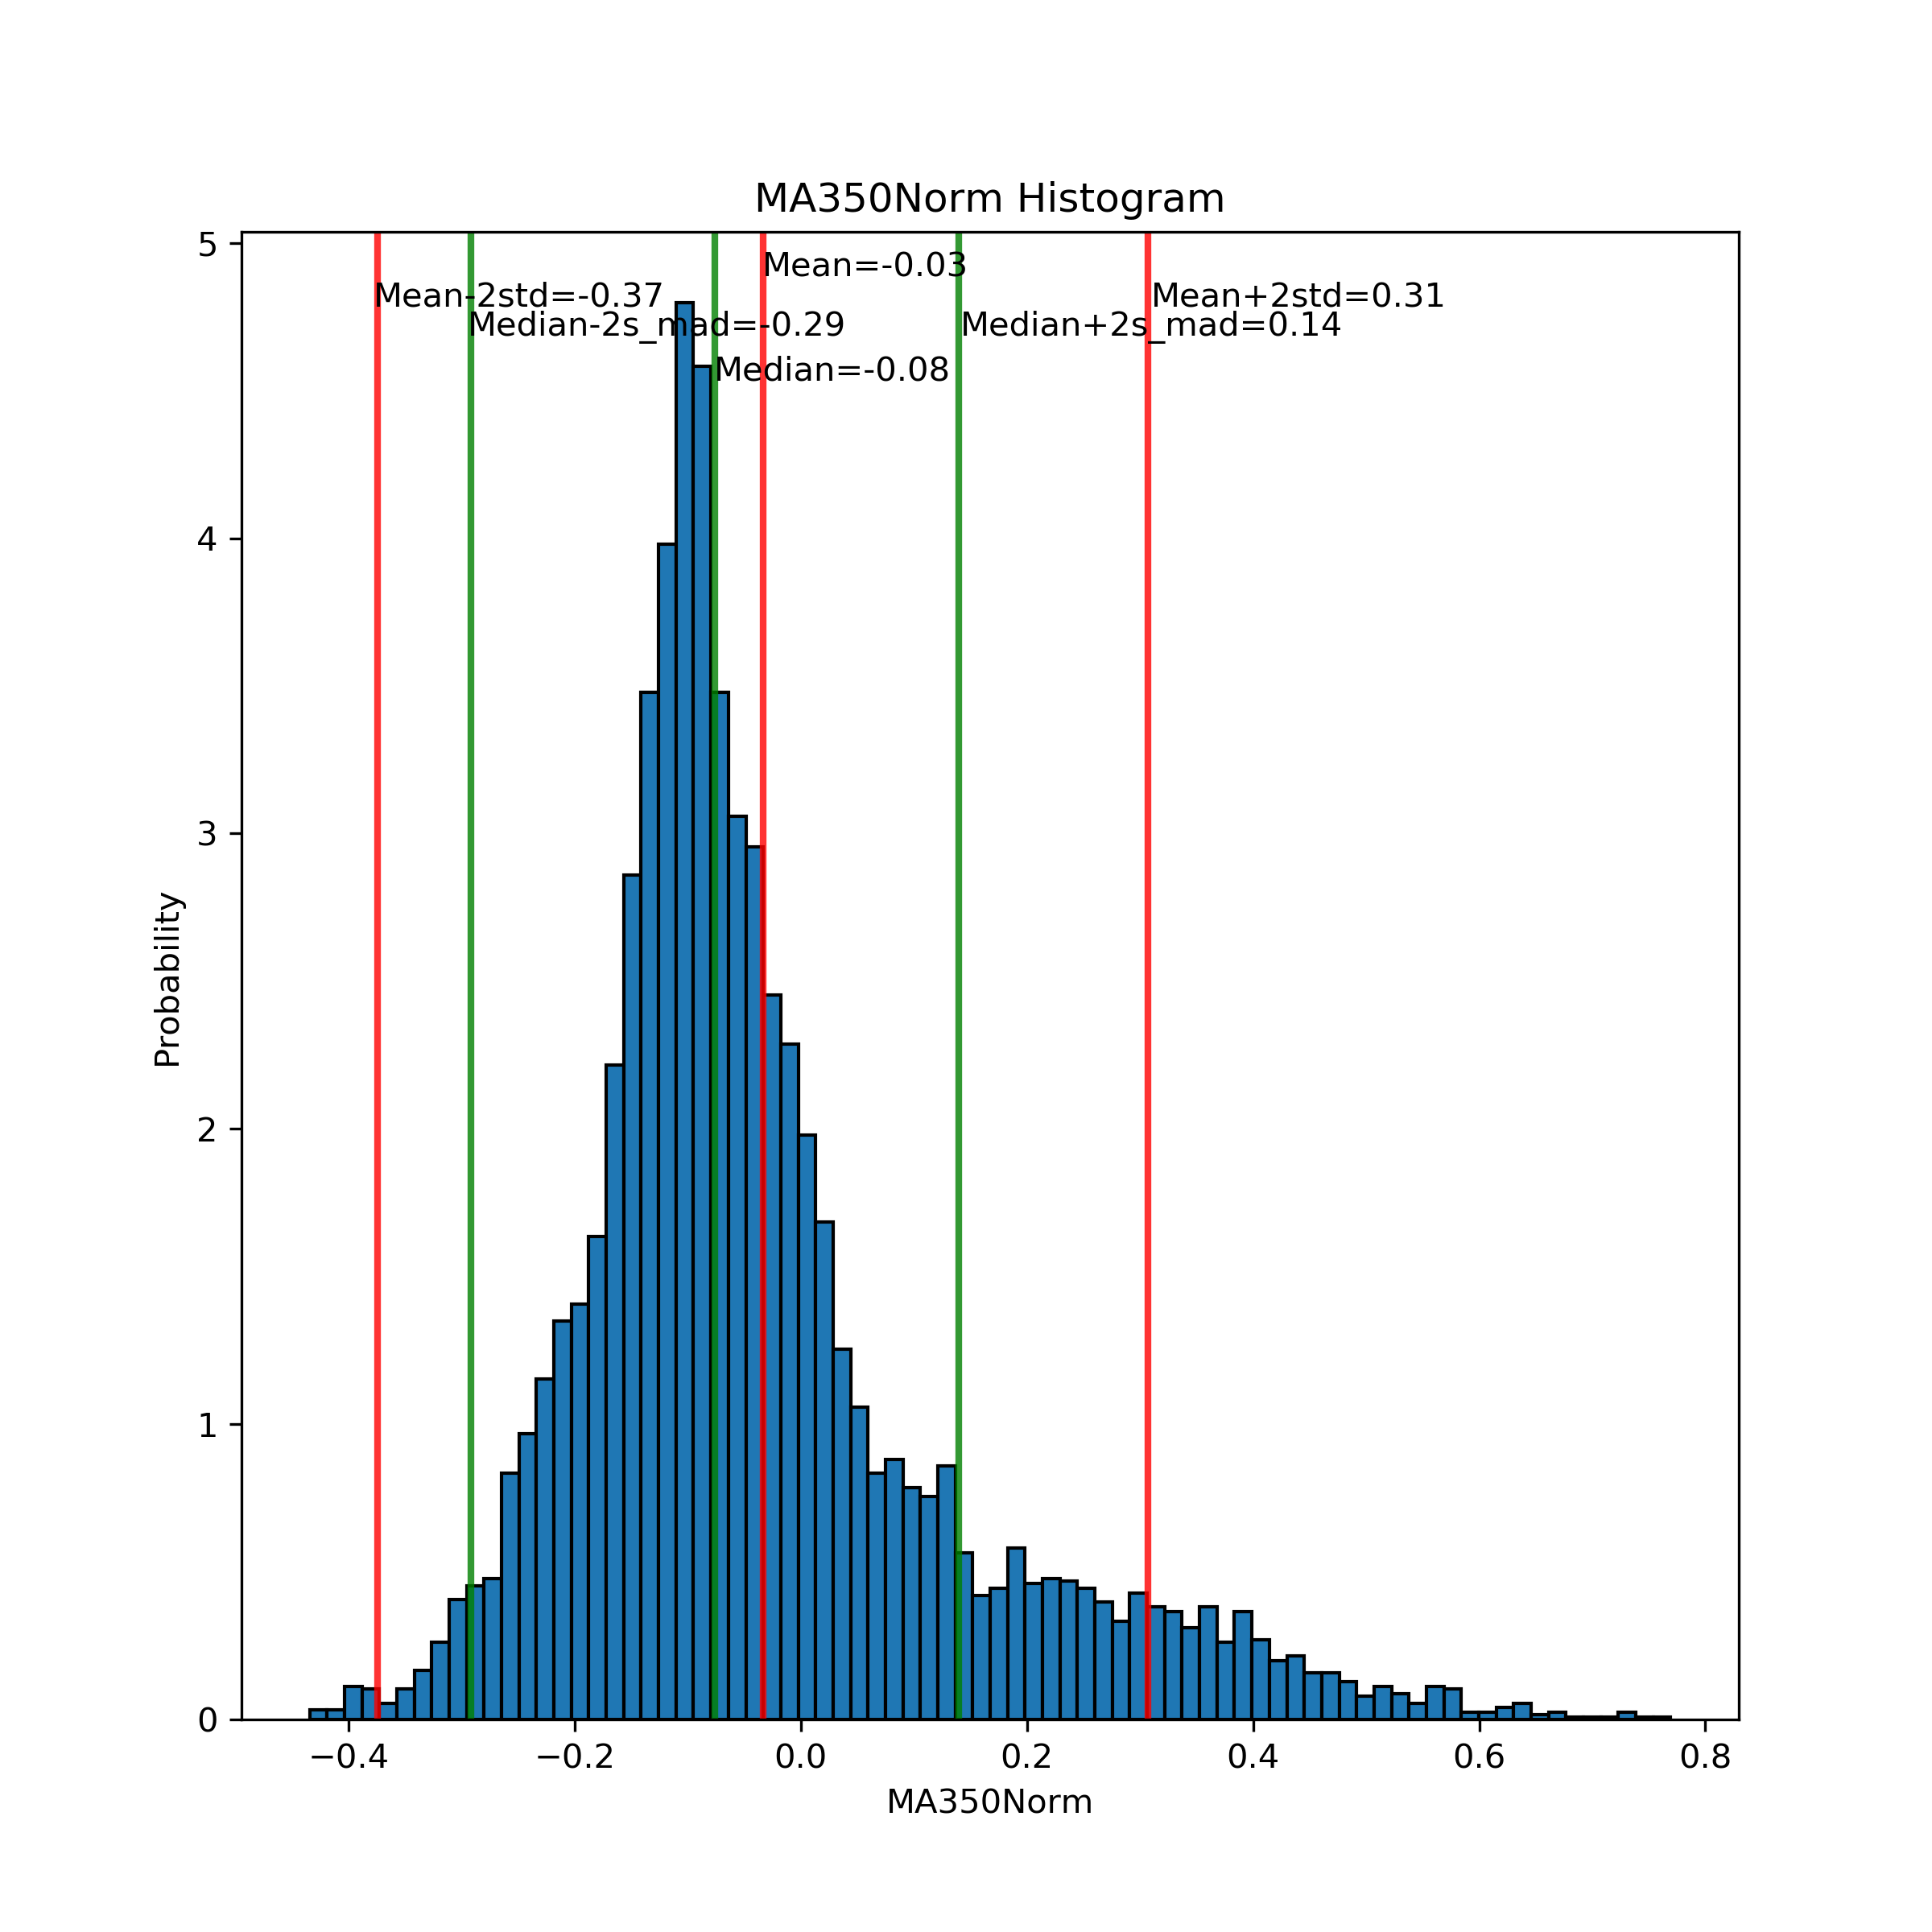 MA350Norm Histogram
5
Mean=-0.03
Mean-2std=-0.37
Mean+2std=0.31
Median-2s_mad=-0.29
Median+2s_mad=0.14
Median=-0.08
4
3
Probability
2
1
0
−0.4 −0.2 0.0 0.2 0.4 0.6 0.8
MA350Norm